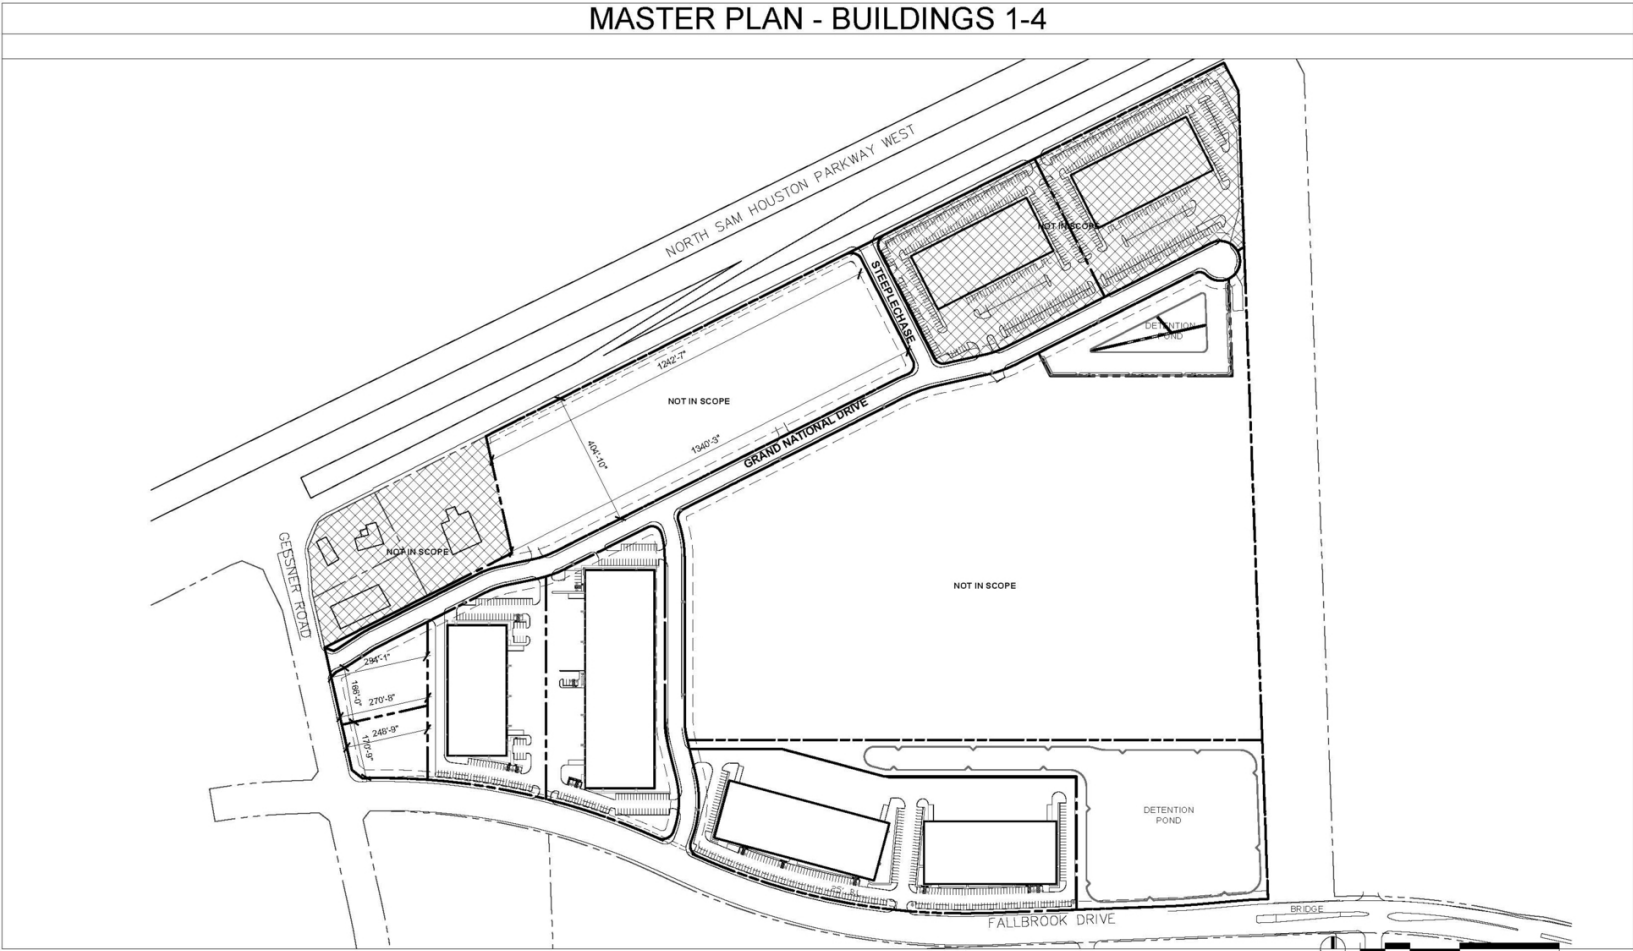 MASTER PLAN - BUILDINGS 1-4
NORTH SAM HOUSTON PARKWAY WEST
NOT IN SCOPE
STEEPLECHASE
DETENTION
POND
1242'-7"
NOT IN SCOPE
404'-10"
1340'-3"
GRAND NATIONAL DRIVE
GESSNER ROAD
NOT IN SCOPE
NOT IN SCOPE
294'-1"
166'-0"
270'-8"
248'-9"
170'-9"
DETENTION
POND
FALLBROOK DRIVE
BRIDGE